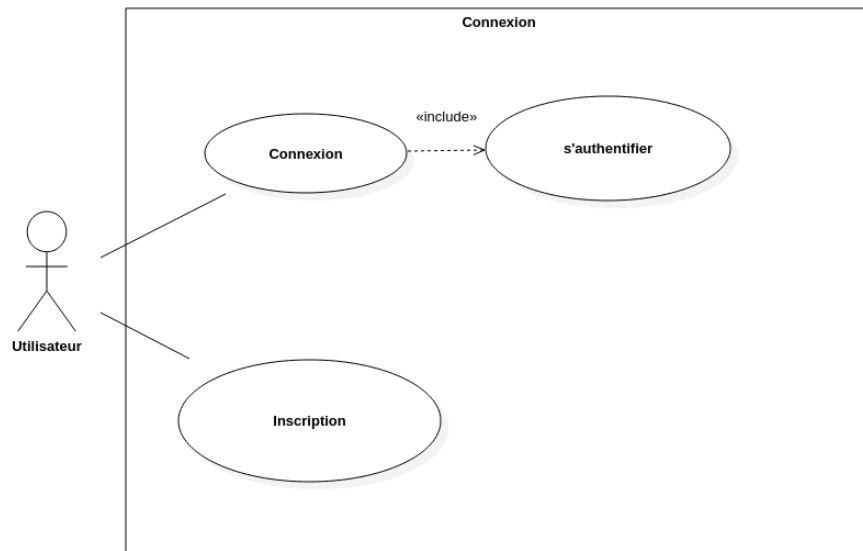 Connexion
«include»
Connexion
s'authentifier
Utilisateur
Inscription